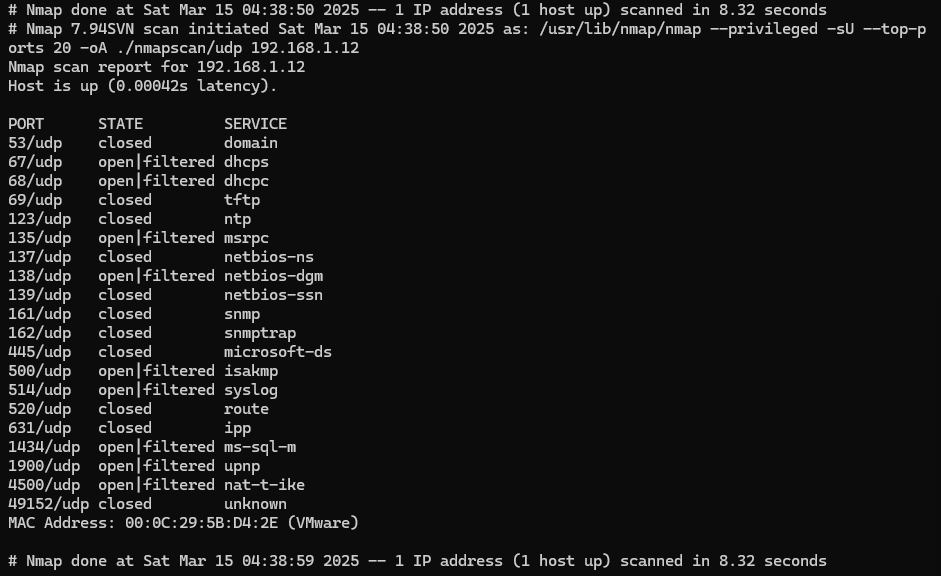 # Nmap done at Sat Mar 15 04:38:50 2025 -- 1 IP address (1 host up) scanned in 8.32 seconds
# Nmap 7.94SVN scan initiated Sat Mar 15 04:38:50 2025 as: /usr/lib/nmap/nmap --privileged -sU --top-p
orts 20 -oA ./nmapscan/udp 192.168.1.12
Nmap scan report for 192.168.1.12
Host is up (0.00042s latency).

PORT      STATE         SERVICE
53/udp    closed        domain
67/udp    open|filtered dhcps
68/udp    open|filtered dhcpc
69/udp    closed        tftp
123/udp   closed        ntp
135/udp   open|filtered msrpc
137/udp   closed        netbios-ns
138/udp   open|filtered netbios-dgm
139/udp   closed        netbios-ssn
161/udp   closed        snmp
162/udp   closed        snmptrap
445/udp   closed        microsoft-ds
500/udp   open|filtered isakmp
514/udp   open|filtered syslog
520/udp   closed        route
631/udp   closed        ipp
1434/udp  open|filtered ms-sql-m
1900/udp  open|filtered upnp
4500/udp  open|filtered nat-t-ike
49152/udp closed        unknown
MAC Address: 00:0C:29:5B:D4:2E (VMware)

# Nmap done at Sat Mar 15 04:38:59 2025 -- 1 IP address (1 host up) scanned in 8.32 seconds